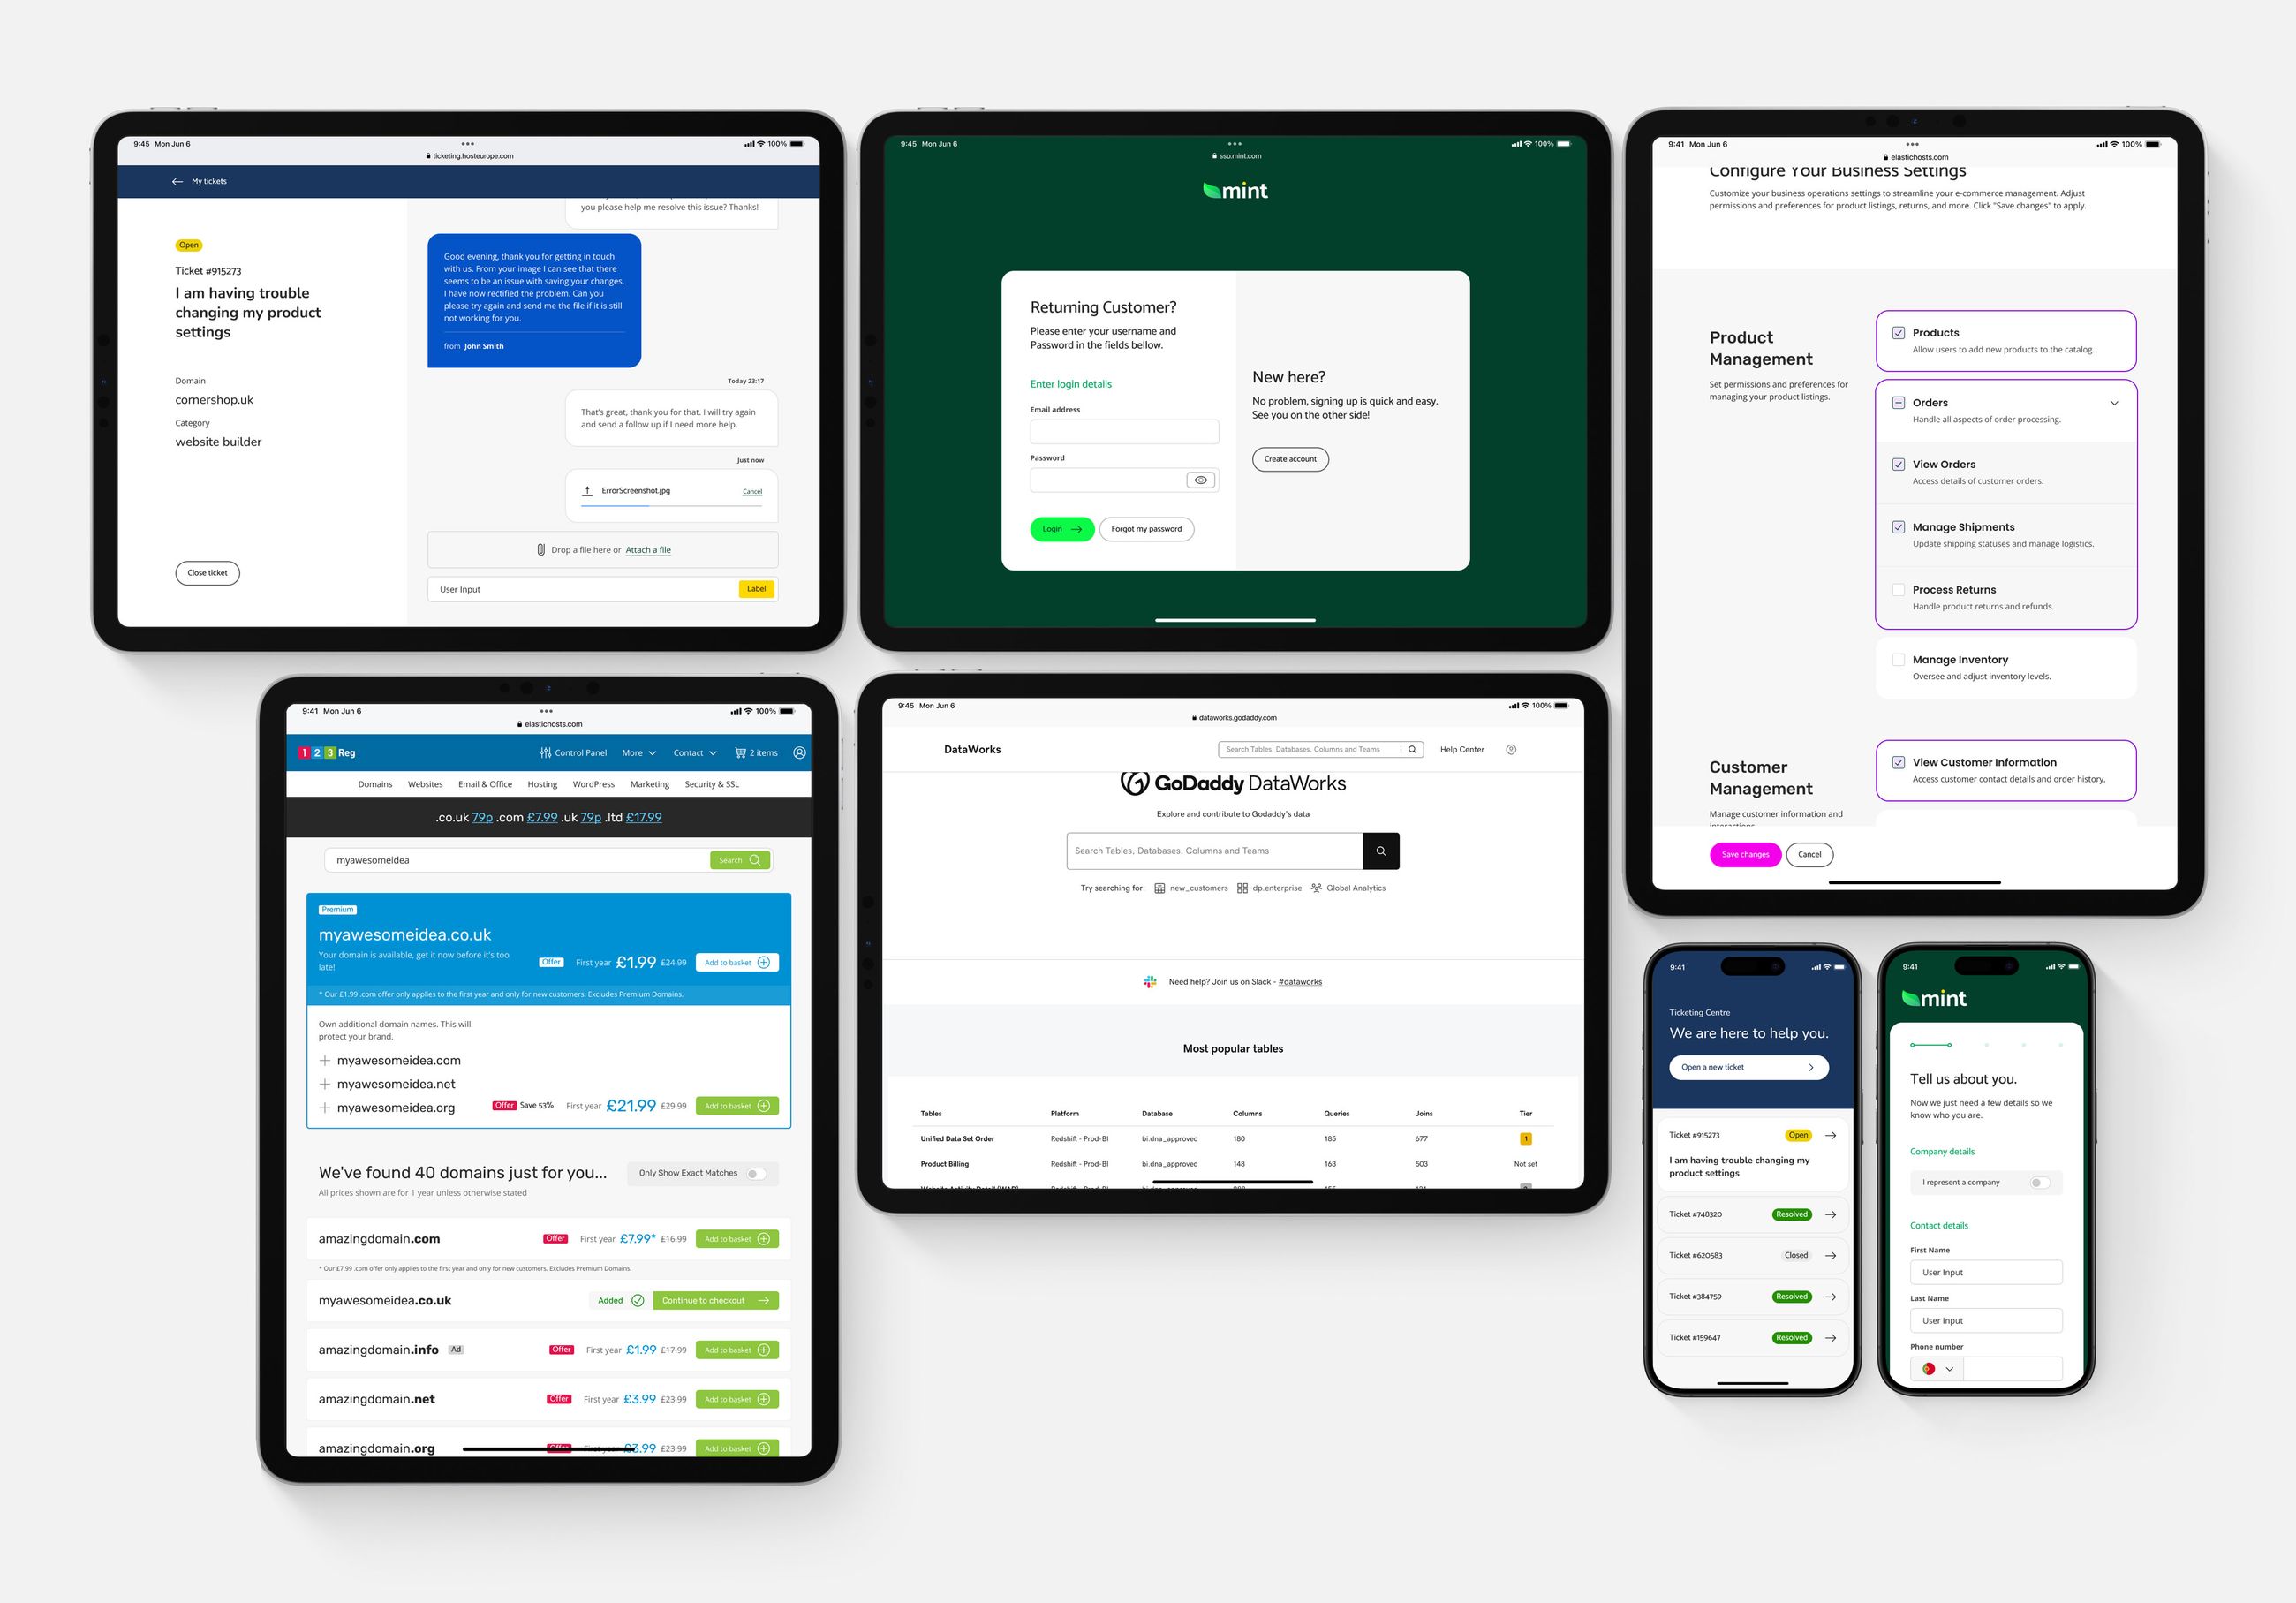 9:45 Mon Jun 6
100%
ticketing.hosteurope.com
My tickets
Open
Ticket #915273
I am having trouble
changing my product
settings
Domain
cornershop.uk
Category
website builder
Close ticket
you please help me resolve this issue? Thanks!
Good evening, thank you for getting in touch
with us. From your image I can see that there
seems to be an issue with saving your changes.
I have now rectified the problem. Can you
please try again and send me the file if it is still
not working for you.
from John Smith
Today 23:17
That's great, thank you for that. I will try again
and send a follow up if I need more help.
Just now
ErrorScreenshot.jpg Cancel
Drop a file here or Attach a file
User Input Label
9:45 Mon Jun 6
100%
sso.mint.com
mint
Returning Customer?
Please enter your username and
Password in the fields bellow.
Enter login details
Email address
Password
Login Forgot my password
New here?
No problem, signing up is quick and easy.
See you on the other side!
Create account
9:41 Mon Jun 6
100%
elastichosts.com
Configure Your Business Settings
Customize your business operations settings to streamline your e-commerce management. Adjust
permissions and preferences for product listings, returns, and more. Click "Save changes" to apply.
Product
Management
Set permissions and preferences for
managing your product listings.
Products
Allow users to add new products to the catalog.
Orders
Handle all aspects of order processing.
View Orders
Access details of customer orders.
Manage Shipments
Update shipping statuses and manage logistics.
Process Returns
Handle product returns and refunds.
Manage Inventory
Oversee and adjust inventory levels.
Customer
Management
Manage customer information and
interactions.
View Customer Information
Access customer contact details and order history.
Save changes Cancel
9:41 Mon Jun 6
100%
elastichosts.com
123 Reg
Control Panel More Contact 2 items
Domains Websites Email & Office Hosting WordPress Marketing Security & SSL
.co.uk 79p .com £7.99 .uk 79p .ltd £17.99
myawesomeidea Search
Premium
myawesomeidea.co.uk
Your domain is available, get it now before it's too
late!
Offer First year £1.99 £24.99 Add to basket
* Our £1.99 .com offer only applies to the first year and only for new customers. Excludes Premium Domains.
Own additional domain names. This will
protect your brand.
myawesomeidea.com
myawesomeidea.net
myawesomeidea.org
Offer Save 53% First year £21.99 £29.99 Add to basket
We've found 40 domains just for you...
Only Show Exact Matches
All prices shown are for 1 year unless otherwise stated
amazingdomain.com Offer First year £7.99* £16.99 Add to basket
* Our £7.99 .com offer only applies to the first year and only for new customers. Excludes Premium Domains.
myawesomeidea.co.uk Added Continue to checkout
amazingdomain.info Ad Offer First year £1.99 £17.99 Add to basket
amazingdomain.net Offer First year £3.99 £23.99 Add to basket
amazingdomain.org Offer First year £3.99 £23.99 Add to basket
9:45 Mon Jun 6
100%
dataworks.godaddy.com
DataWorks
Search Tables, Databases, Columns and Teams
Help Center
GoDaddy DataWorks
Explore and contribute to Godaddy's data
Search Tables, Databases, Columns and Teams
Try searching for: new_customers dp.enterprise Global Analytics
Need help? Join us on Slack - #dataworks
Most popular tables
Tables Platform Database Columns Queries Joins Tier
Unified Data Set Order Redshift - Prod-BI bi.dna_approved 180 185 677 1
Product Billing Redshift - Prod-BI bi.dna_approved 148 163 503 Not set
9:41
Ticketing Centre
We are here to help you.
Open a new ticket
Ticket #915273 Open
I am having trouble changing my
product settings
Ticket #748320 Resolved
Ticket #620583 Closed
Ticket #384759 Resolved
Ticket #159647 Resolved
9:41
mint
Tell us about you.
Now we just need a few details so we
know who you are.
Company details
I represent a company
Contact details
First Name
User Input
Last Name
User Input
Phone number